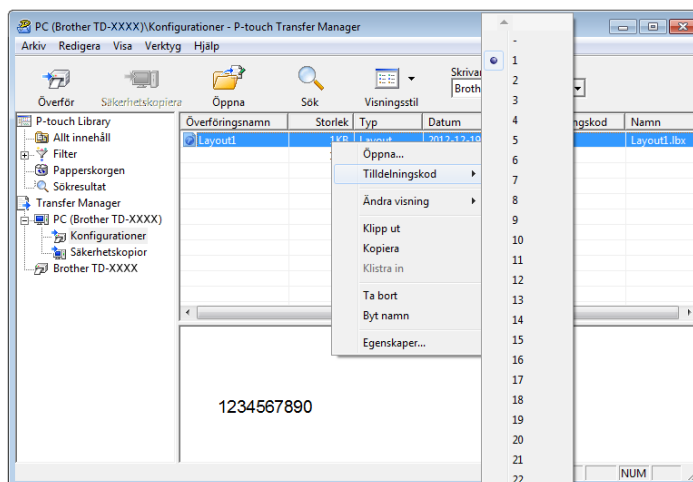 PC (Brother TD-XXXX)\Konfigurationer - P-touch Transfer Manager
Arkiv Redigera Visa Verktyg Hjälp
Överför Säkerhetskopiera Öppna Sök Visningsstil
P-touch Library
Allt innehåll
Filter
Papperskorgen
Sökresultat
Transfer Manager
PC (Brother TD-XXXX)
Konfigurationer
Säkerhetskopior
Brother TD-XXXX
Överföringsnamn Storlek Typ Datum Namn
Layout1 1KB Layout 2012-12-19 Layout1.lbx
Öppna...
Tilldelningskod
Ändra visning
Klipp ut
Kopiera
Klistra in
Ta bort
Byt namn
Egenskaper...
-
1
2
3
4
5
6
7
8
9
10
11
12
13
14
15
16
17
18
19
20
21
22
1234567890
NUM